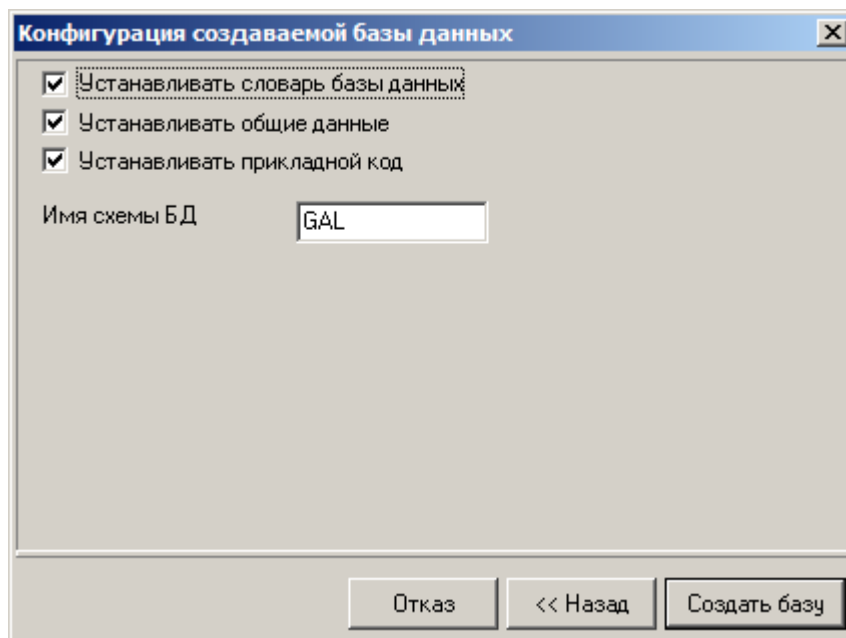 Конфигурация создаваемой базы данных
Устанавливать словарь базы данных
Устанавливать общие данные
Устанавливать прикладной код
Имя схемы БД GAL
Отказ << Назад Создать базу